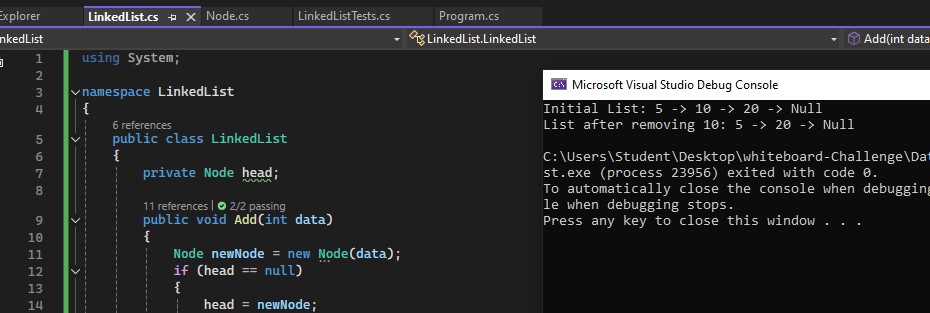 Explorer
LinkedList.cs
Node.cs
LinkedListTests.cs
Program.cs
nkedList
LinkedList.LinkedList
Add(int data
1 using System;
2
3 namespace LinkedList
4 {
6 references
5 public class LinkedList
6 {
7 private Node head;
8
11 references | 2/2 passing
9 public void Add(int data)
10 {
11 Node newNode = new Node(data);
12 if (head == null)
13 {
14 head = newNode;
Microsoft Visual Studio Debug Console
Initial List: 5 -> 10 -> 20 -> Null
List after removing 10: 5 -> 20 -> Null
C:\Users\Student\Desktop\whiteboard-Challenge\Dat
st.exe (process 23956) exited with code 0.
To automatically close the console when debugging
le when debugging stops.
Press any key to close this window . . .